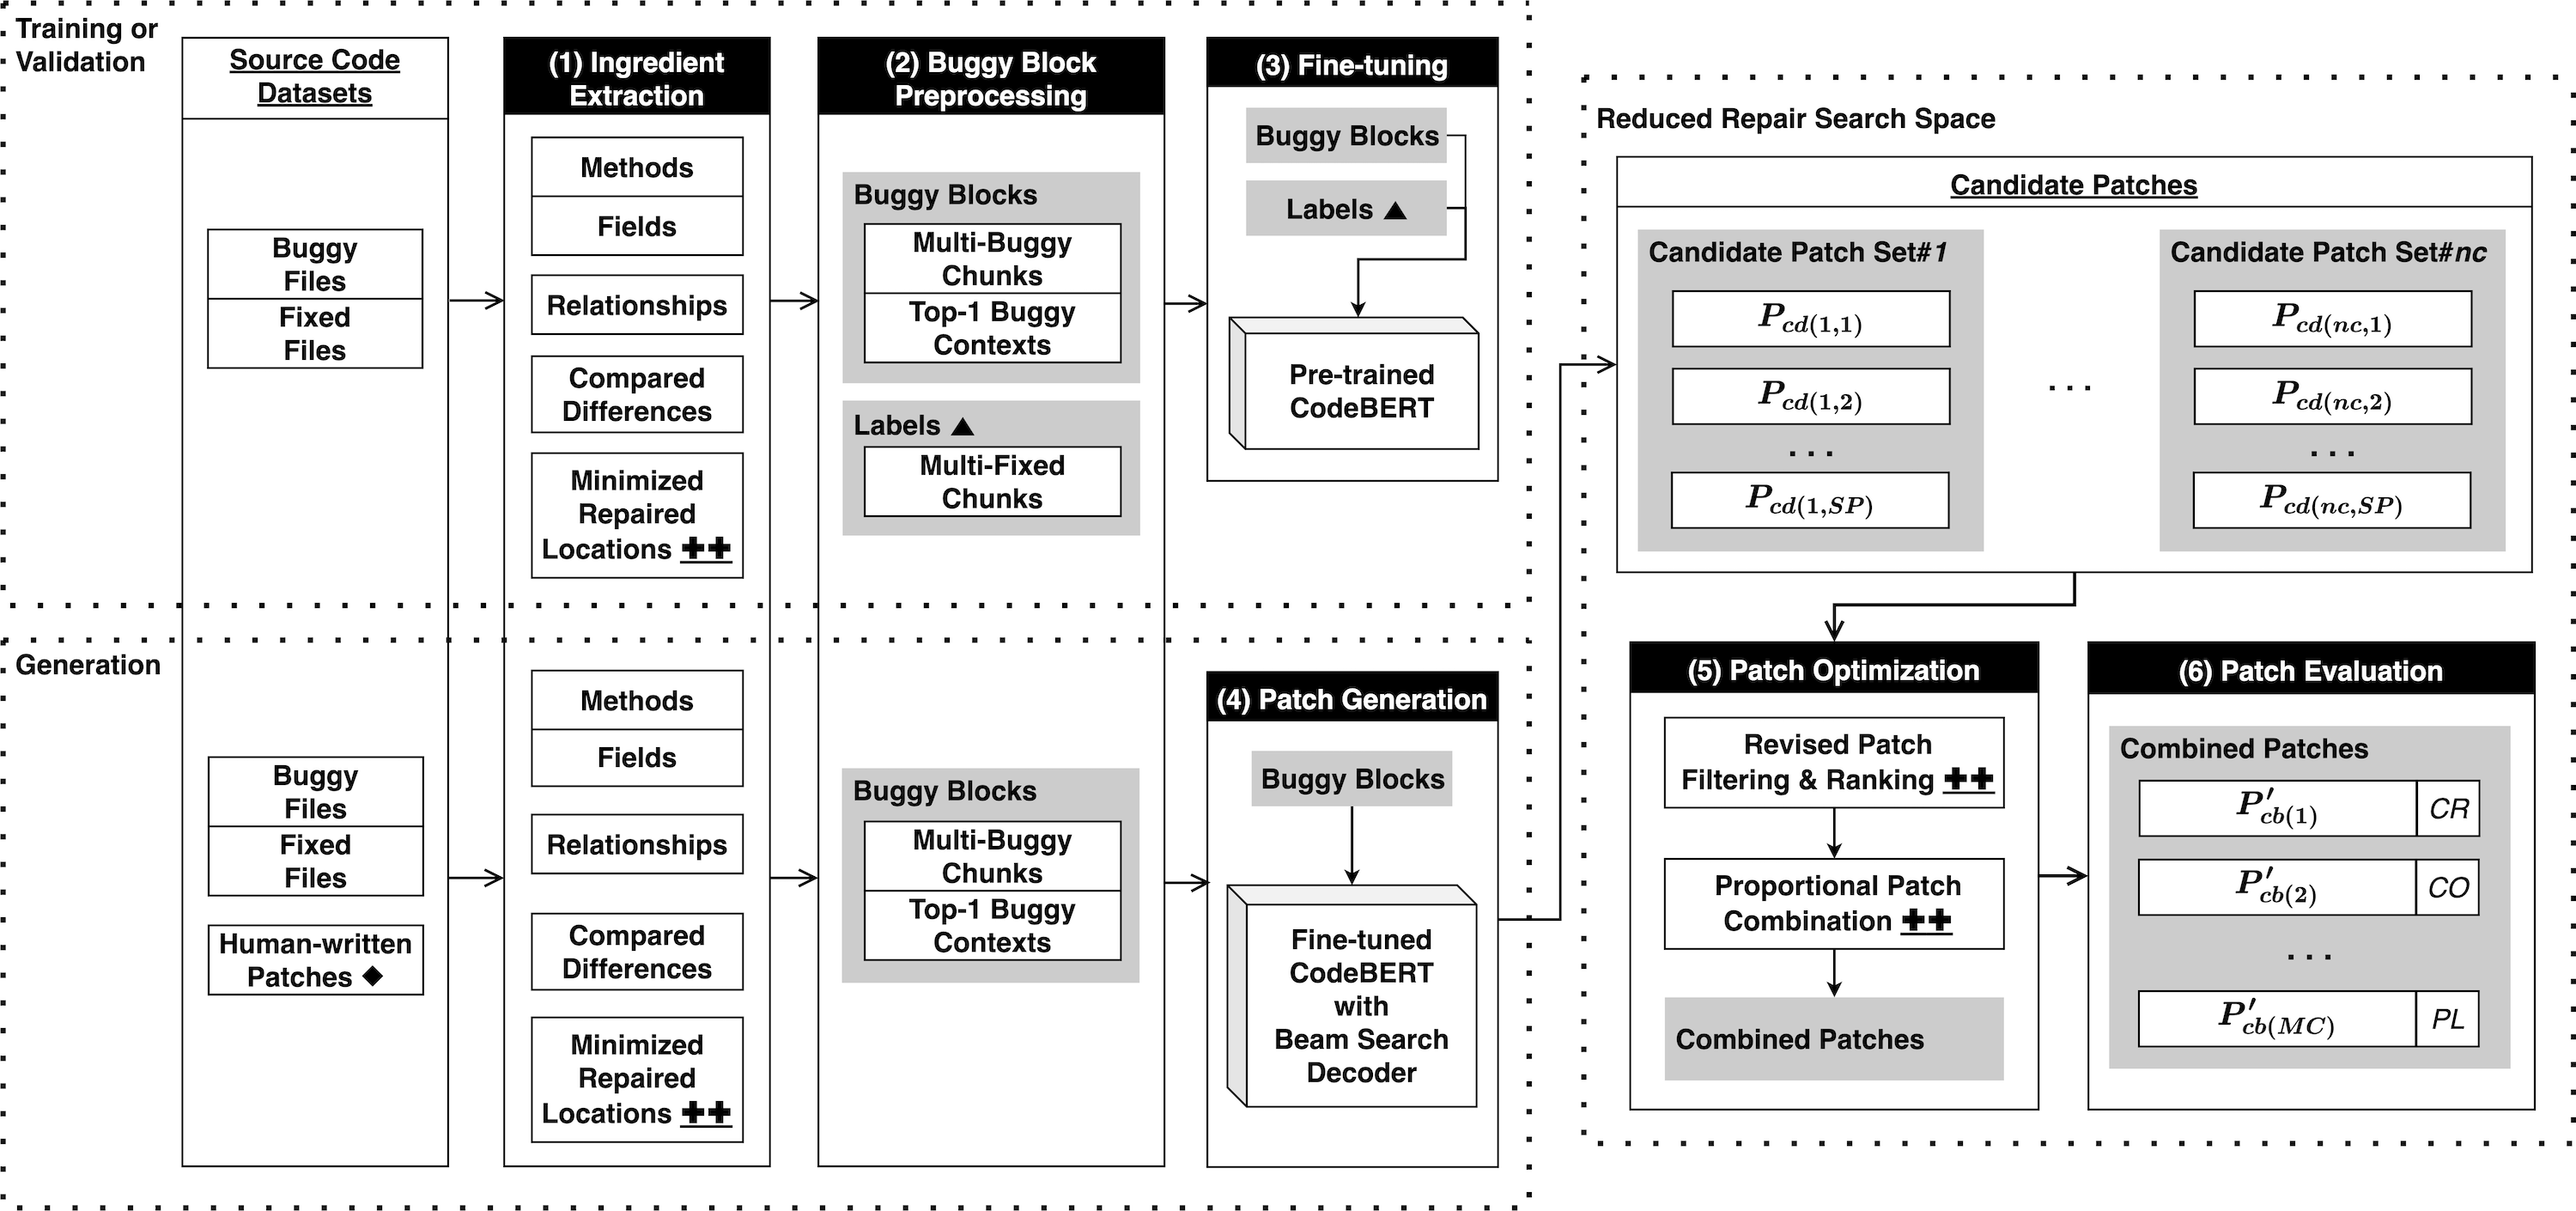 Training or
Validation
Source Code
Datasets
Buggy
Files
Fixed
Files
(1) Ingredient
Extraction
Methods
Fields
Relationships
Compared
Differences
Minimized
Repaired
Locations ✚✚
(2) Buggy Block
Preprocessing
Buggy Blocks
Multi-Buggy
Chunks
Top-1 Buggy
Contexts
Labels ▲
Multi-Fixed
Chunks
(3) Fine-tuning
Buggy Blocks
Labels ▲
Pre-trained
CodeBERT
Generation
Buggy
Files
Fixed
Files
Human-written
Patches ◆
Methods
Fields
Relationships
Compared
Differences
Minimized
Repaired
Locations ✚✚
Buggy Blocks
Multi-Buggy
Chunks
Top-1 Buggy
Contexts
(4) Patch Generation
Buggy Blocks
Fine-tuned
CodeBERT
with
Beam Search
Decoder
Reduced Repair Search Space
Candidate Patches
Candidate Patch Set#1
P cd(1,1)
P cd(1,2)
...
P cd(1,SP)
...
Candidate Patch Set#nc
P cd(nc,1)
P cd(nc,2)
...
P cd(nc,SP)
(5) Patch Optimization
Revised Patch
Filtering & Ranking ✚✚
Proportional Patch
Combination ✚✚
Combined Patches
(6) Patch Evaluation
Combined Patches
P′ cb(1) CR
P′ cb(2) CO
...
P′ cb(MC) PL